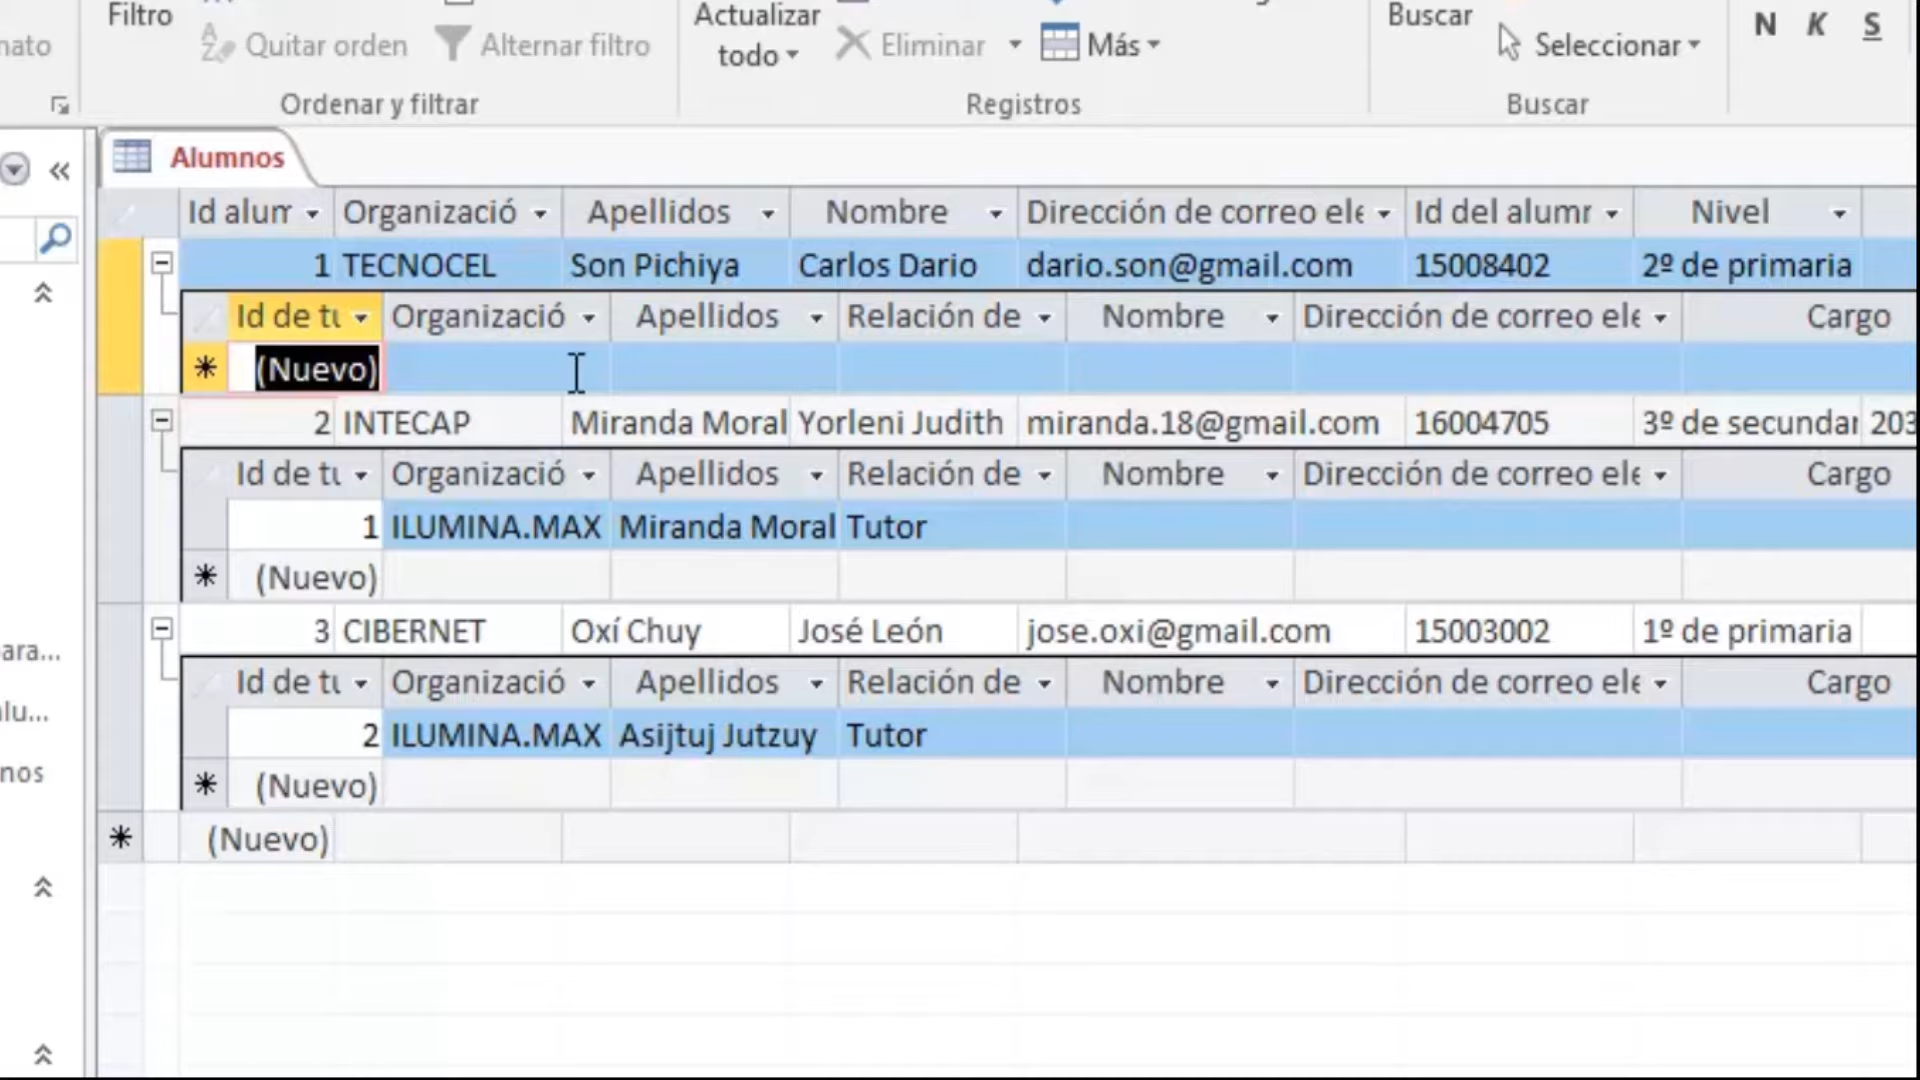 Filtro
Actualizar
todo
Buscar
N K S
nato
Quitar orden
Alternar filtro
Eliminar
Más
Seleccionar
Ordenar y filtrar
Registros
Buscar
Alumnos
Id alum Organizació Apellidos Nombre Dirección de correo ele Id del alumr Nivel
1 TECNOCEL Son Pichiya Carlos Dario dario.son@gmail.com 15008402 2º de primaria
Id de tu Organizació Apellidos Relación de Nombre Dirección de correo ele Cargo
* (Nuevo)
2 INTECAP Miranda Moral Yorleni Judith miranda.18@gmail.com 16004705 3º de secundar 203
Id de tu Organizació Apellidos Relación de Nombre Dirección de correo ele Cargo
1 ILUMINA.MAX Miranda Moral Tutor
* (Nuevo)
3 CIBERNET Oxí Chuy José León jose.oxi@gmail.com 15003002 1º de primaria
ara...
Id de tu Organizació Apellidos Relación de Nombre Dirección de correo ele Cargo
alu...
2 ILUMINA.MAX Asijtuj Jutzuy Tutor
nos
* (Nuevo)
* (Nuevo)